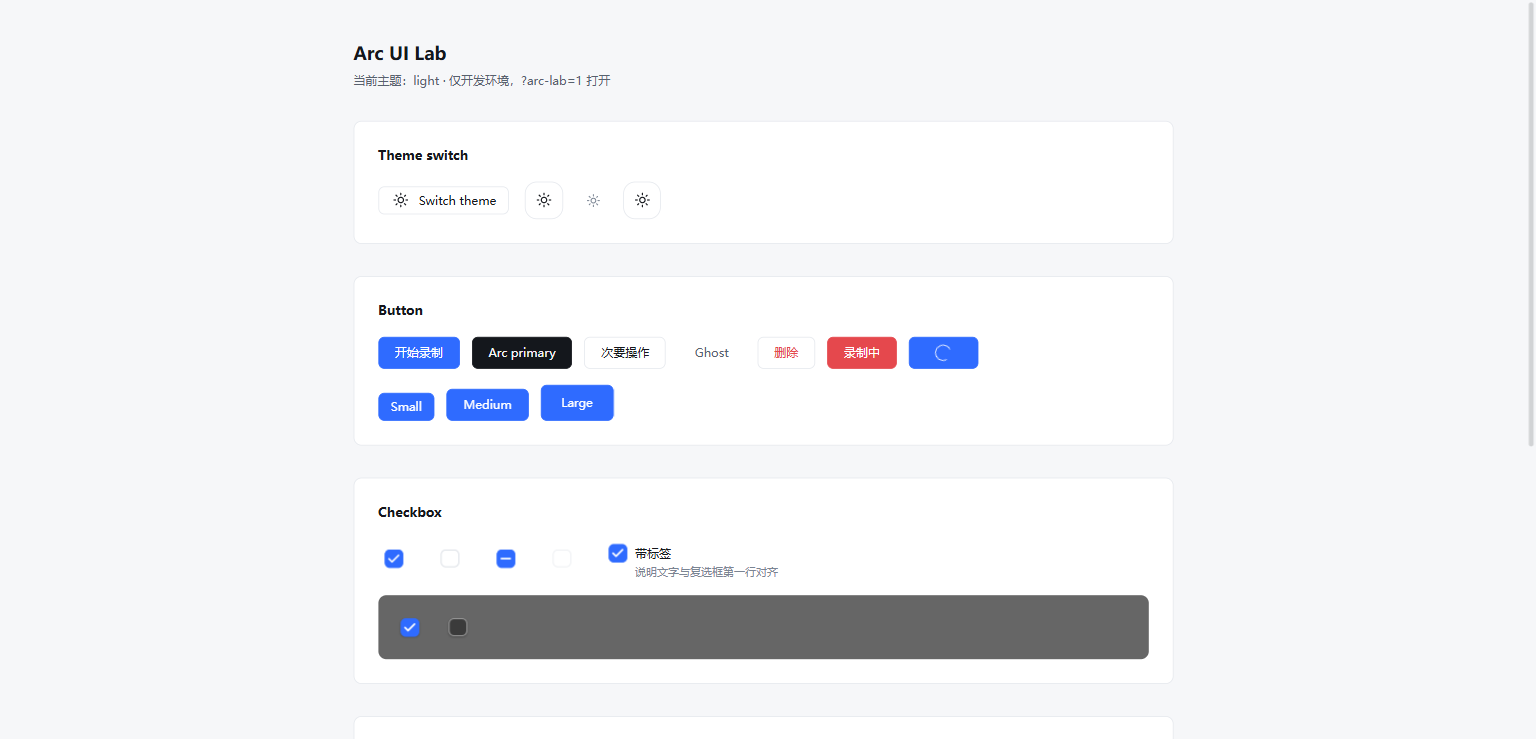 Arc UI Lab
当前主题：light · 仅开发环境，?arc-lab=1 打开
Theme switch
Switch theme
Button
开始录制 Arc primary 次要操作 Ghost 删除 录制中
Small Medium Large
Checkbox
带标签
说明文字与复选框第一行对齐